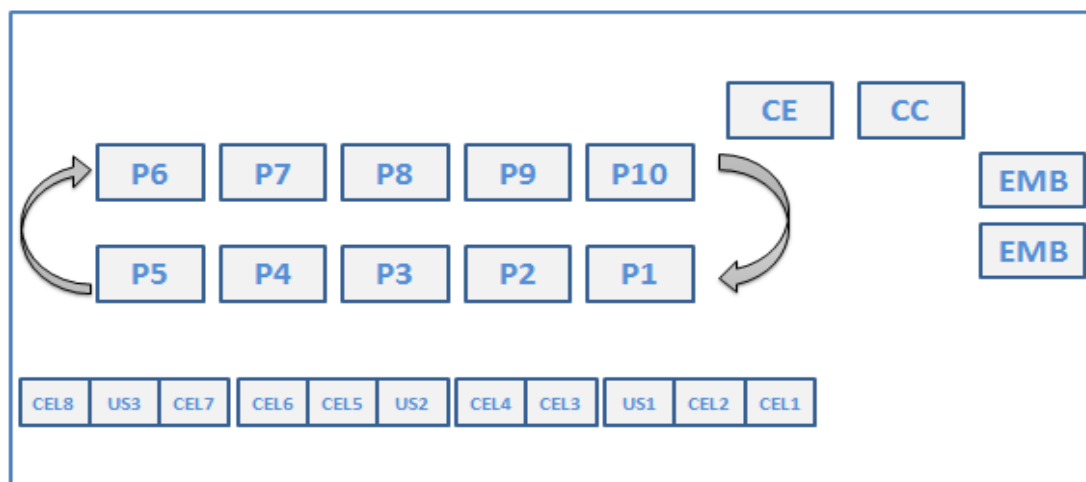 CE CC
P6 P7 P8 P9 P10
EMB
EMB
P5 P4 P3 P2 P1
CEL8 US3 CEL7 CEL6 CEL5 US2 CEL4 CEL3 US1 CEL2 CEL1